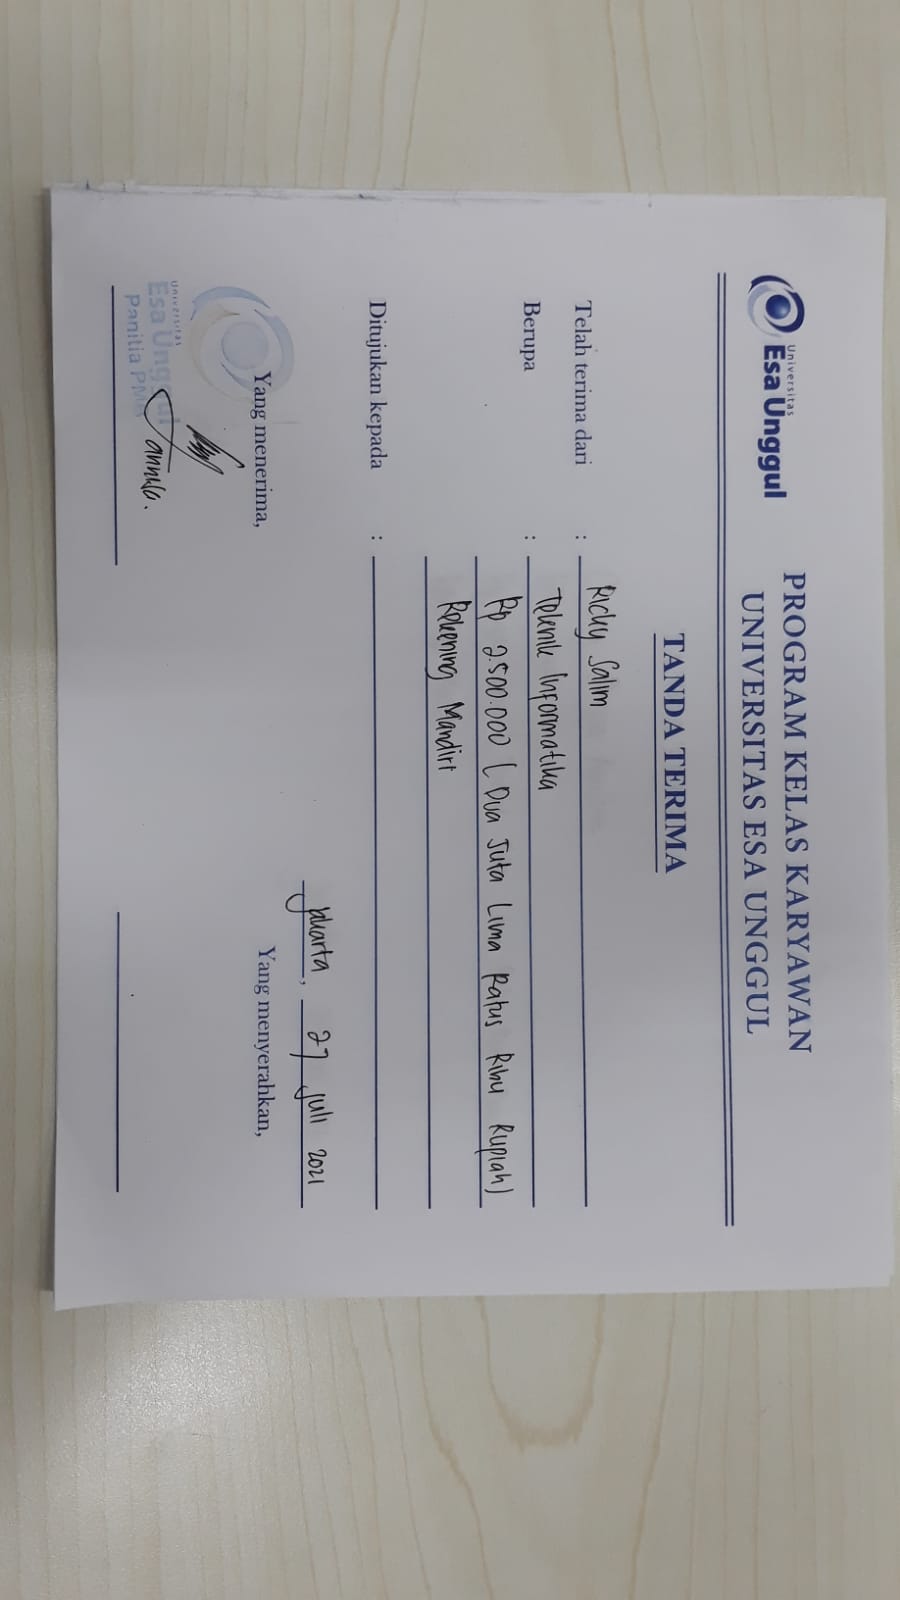 Universitas
Esa Unggul
PROGRAM KELAS KARYAWAN
UNIVERSITAS ESA UNGGUL
TANDA TERIMA
Telah terima dari : Ricky Salim
Berupa : Teknik Informatika
Rp 2.500.000 ( Dua Juta Lima Ratus Ribu Rupiah)
Rekening Mandiri
Ditujukan kepada :
Jakarta, 27 Juli 2021
Yang menerima,
Yang menyerahkan,
Universitas
Esa Unggul
Panitia PMB